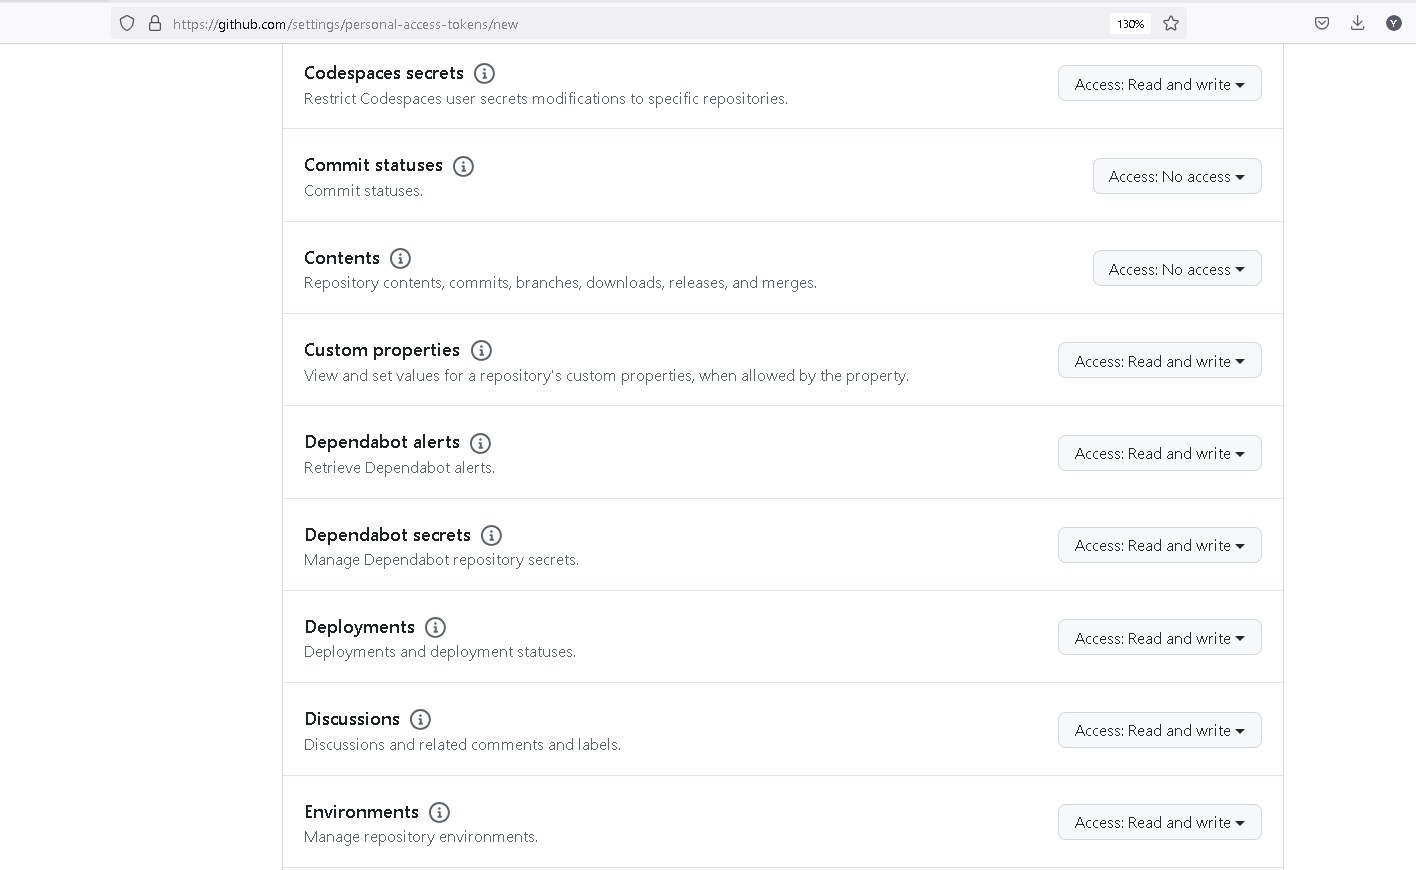 https://github.com/settings/personal-access-tokens/new
130%
Y
Codespaces secrets
Access: Read and write
Restrict Codespaces user secrets modifications to specific repositories.
Commit statuses
Access: No access
Commit statuses.
Contents
Access: No access
Repository contents, commits, branches, downloads, releases, and merges.
Custom properties
Access: Read and write
View and set values for a repository's custom properties, when allowed by the property.
Dependabot alerts
Access: Read and write
Retrieve Dependabot alerts.
Dependabot secrets
Access: Read and write
Manage Dependabot repository secrets.
Deployments
Access: Read and write
Deployments and deployment statuses.
Discussions
Access: Read and write
Discussions and related comments and labels.
Environments
Access: Read and write
Manage repository environments.